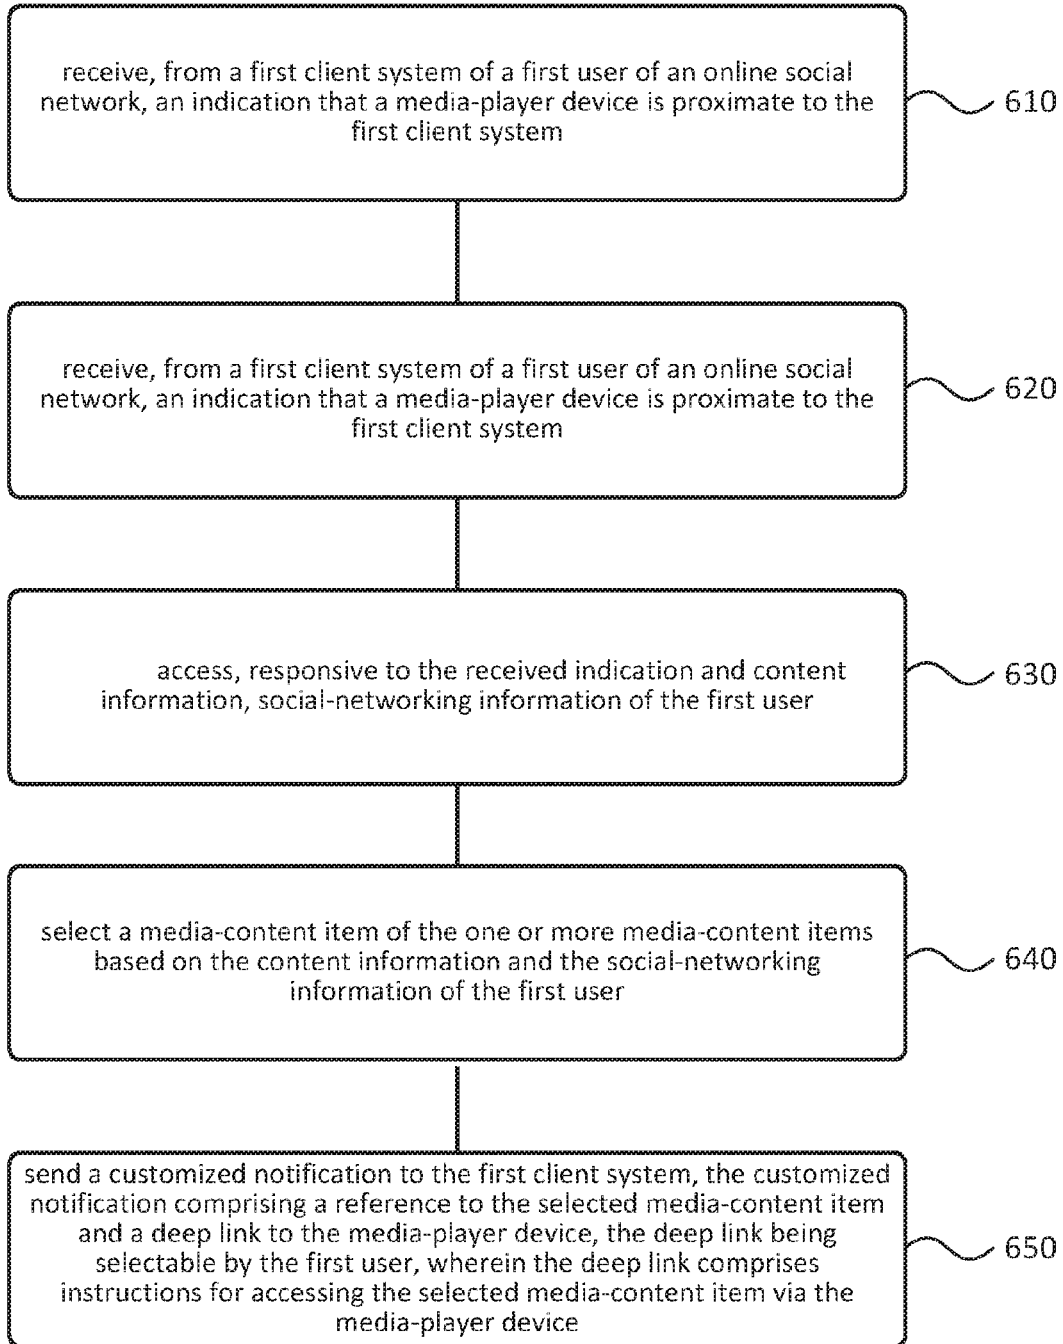 receive, from a first client system of a first user of an online social
network, an indication that a media-player device is proximate to the
first client system
610
receive, from a first client system of a first user of an online social
network, an indication that a media-player device is proximate to the
first client system
620
access, responsive to the received indication and content
information, social-networking information of the first user
630
select a media-content item of the one or more media-content items
based on the content information and the social-networking
information of the first user
640
send a customized notification to the first client system, the customized
notification comprising a reference to the selected media-content item
and a deep link to the media-player device, the deep link being
selectable by the first user, wherein the deep link comprises
instructions for accessing the selected media-content item via the
media-player device
650